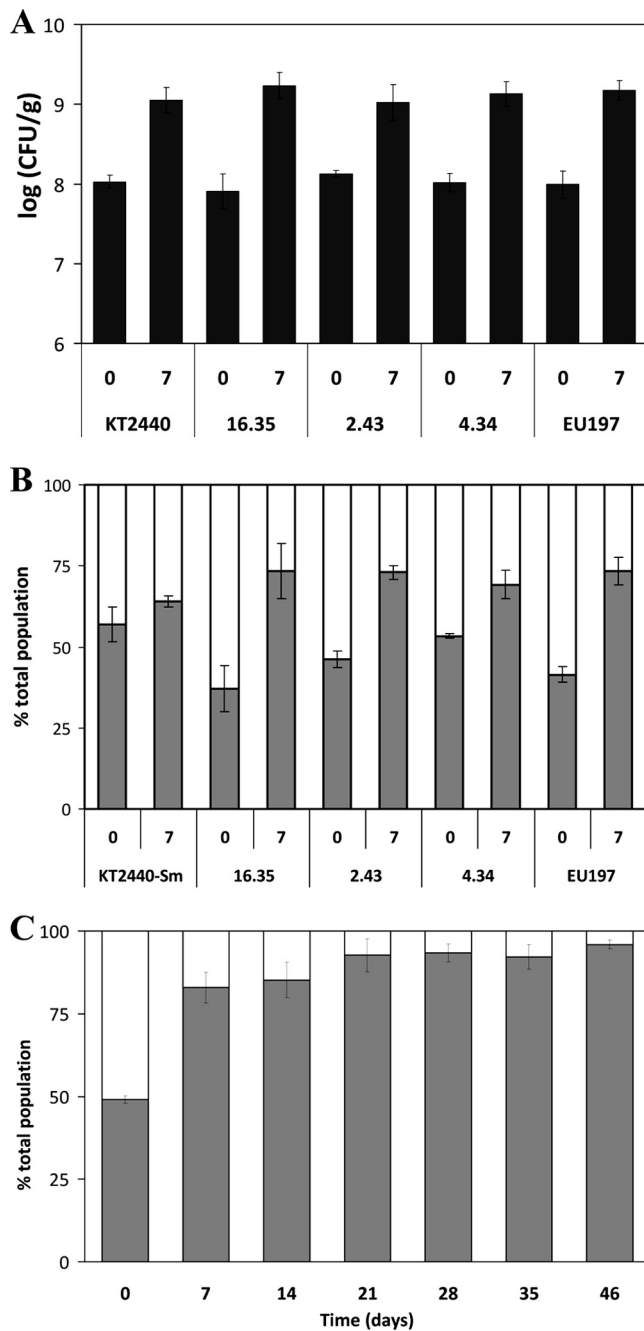 A
log (CFU/g)
10
9
8
7
6
0 7 0 7 0 7 0 7 0 7
KT2440 16.35 2.43 4.34 EU197
B
% total population
100
75
50
25
0
0 7 0 7 0 7 0 7 0 7
KT2440-Sm 16.35 2.43 4.34 EU197
C
% total population
100
75
50
25
0
0 7 14 21 28 35 46
Time (days)